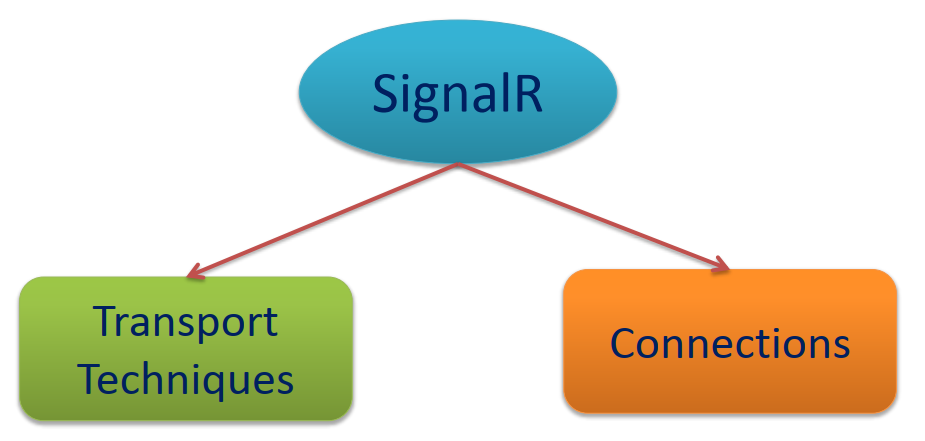 SignalR
Transport
Techniques
Connections